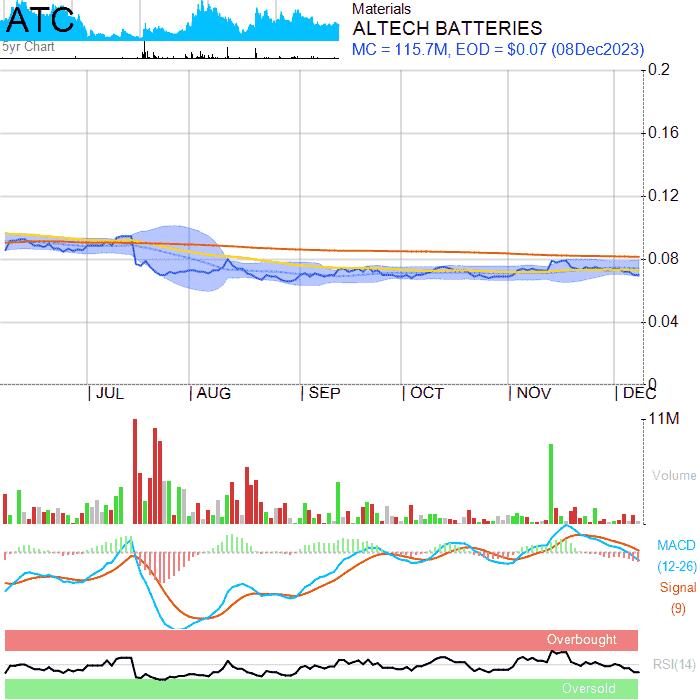 ATC
5yr Chart
Materials
ALTECH BATTERIES
MC = 115.7M, EOD = $0.07 (08Dec2023)
0.2
0.16
0.12
0.08
0.04
0
JUL AUG SEP OCT NOV DEC
11M
Volume
MACD
(12-26)
Signal
(9)
Overbought
RSI(14)
Oversold